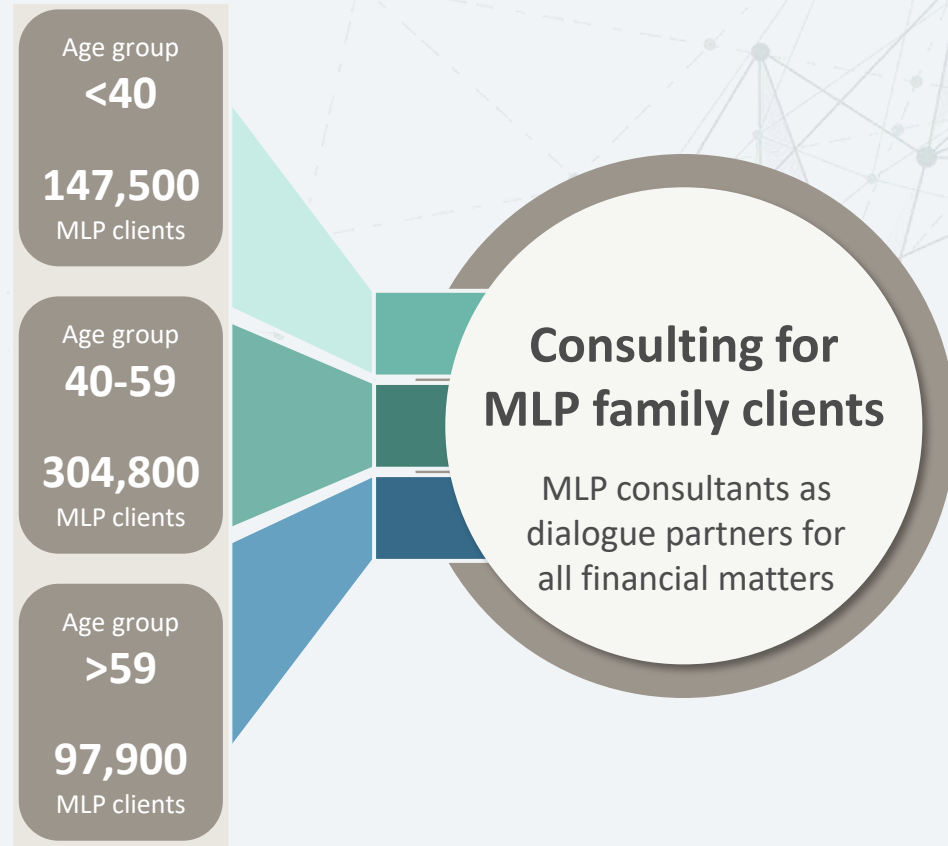 Age group
<40
147,500
MLP clients
Age group
40-59
304,800
MLP clients
Age group
>59
97,900
MLP clients
Consulting for
MLP family clients
MLP consultants as
dialogue partners for
all financial matters